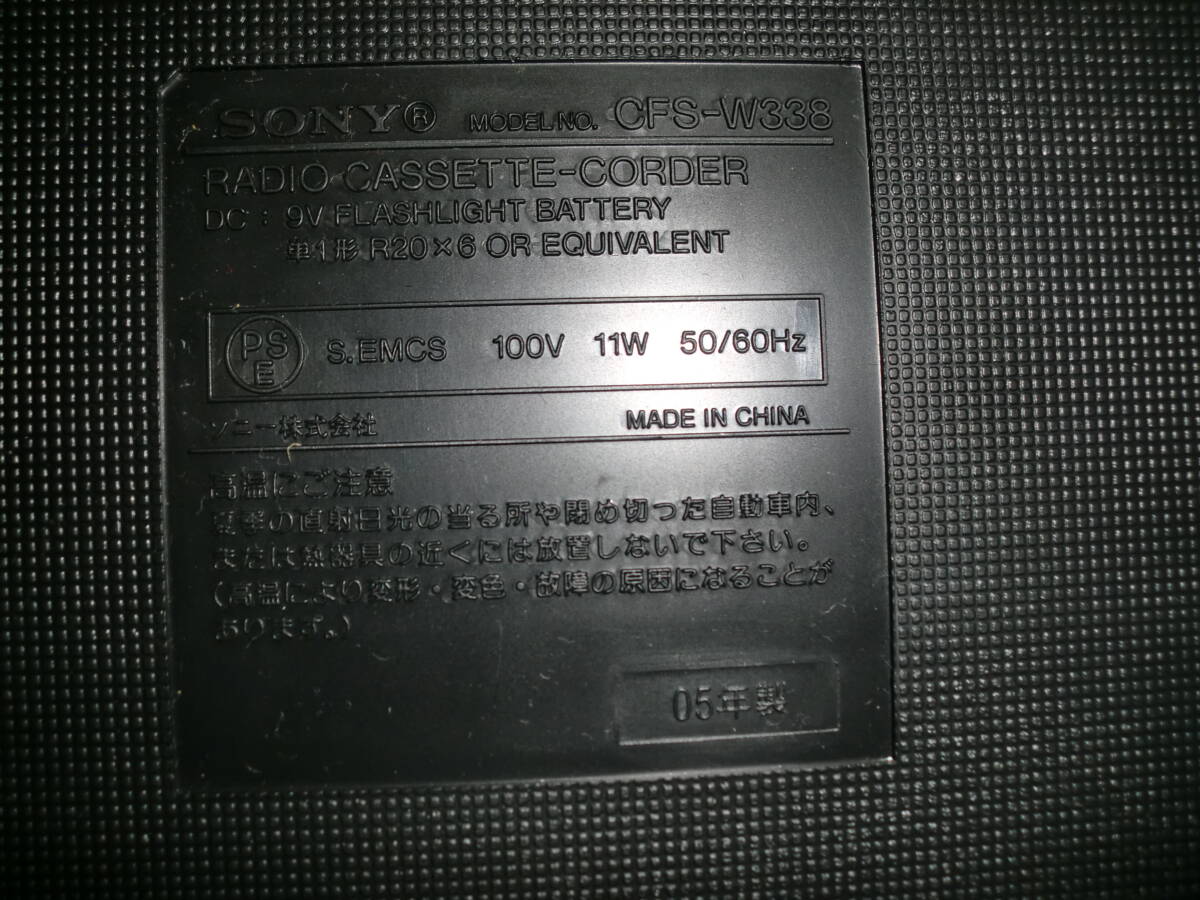 SONY® MODEL NO. CFS-W338
RADIO CASSETTE-CORDER
DC : 9V FLASHLIGHT BATTERY
単1形 R20×6 OR EQUIVALENT
PS E S.EMCS 100V 11W 50/60Hz
ソニー株式会社 MADE IN CHINA
高温にご注意
夏季の直射日光の当る所や閉め切った自動車内、
または熱器具の近くには放置しないで下さい。
(高温により変形・変色・故障の原因になることが
あります。)
05年製